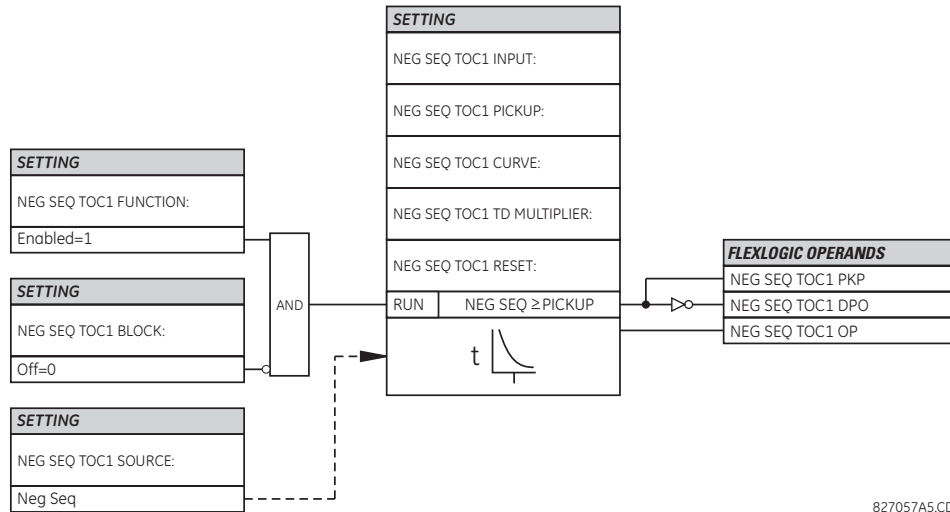 SETTING
NEG SEQ TOC1 FUNCTION:
Enabled=1
SETTING
NEG SEQ TOC1 BLOCK:
Off=0
SETTING
NEG SEQ TOC1 SOURCE:
Neg Seq
AND
SETTING
NEG SEQ TOC1 INPUT:
NEG SEQ TOC1 PICKUP:
NEG SEQ TOC1 CURVE:
NEG SEQ TOC1 TD MULTIPLIER:
NEG SEQ TOC1 RESET:
RUN NEG SEQ ≥ PICKUP
t
FLEXLOGIC OPERANDS
NEG SEQ TOC1 PKP
NEG SEQ TOC1 DPO
NEG SEQ TOC1 OP